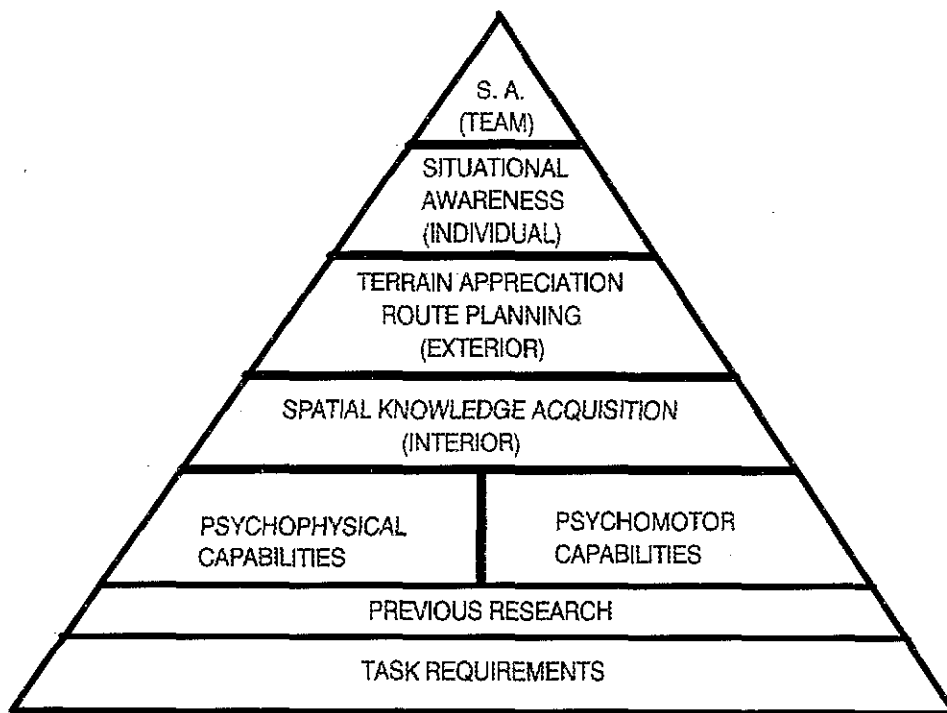 S. A.
(TEAM)
SITUATIONAL
AWARENESS
(INDIVIDUAL)
TERRAIN APPRECIATION
ROUTE PLANNING
(EXTERIOR)
SPATIAL KNOWLEDGE ACQUISITION
(INTERIOR)
PSYCHOPHYSICAL
CAPABILITIES
PSYCHOMOTOR
CAPABILITIES
PREVIOUS RESEARCH
TASK REQUIREMENTS